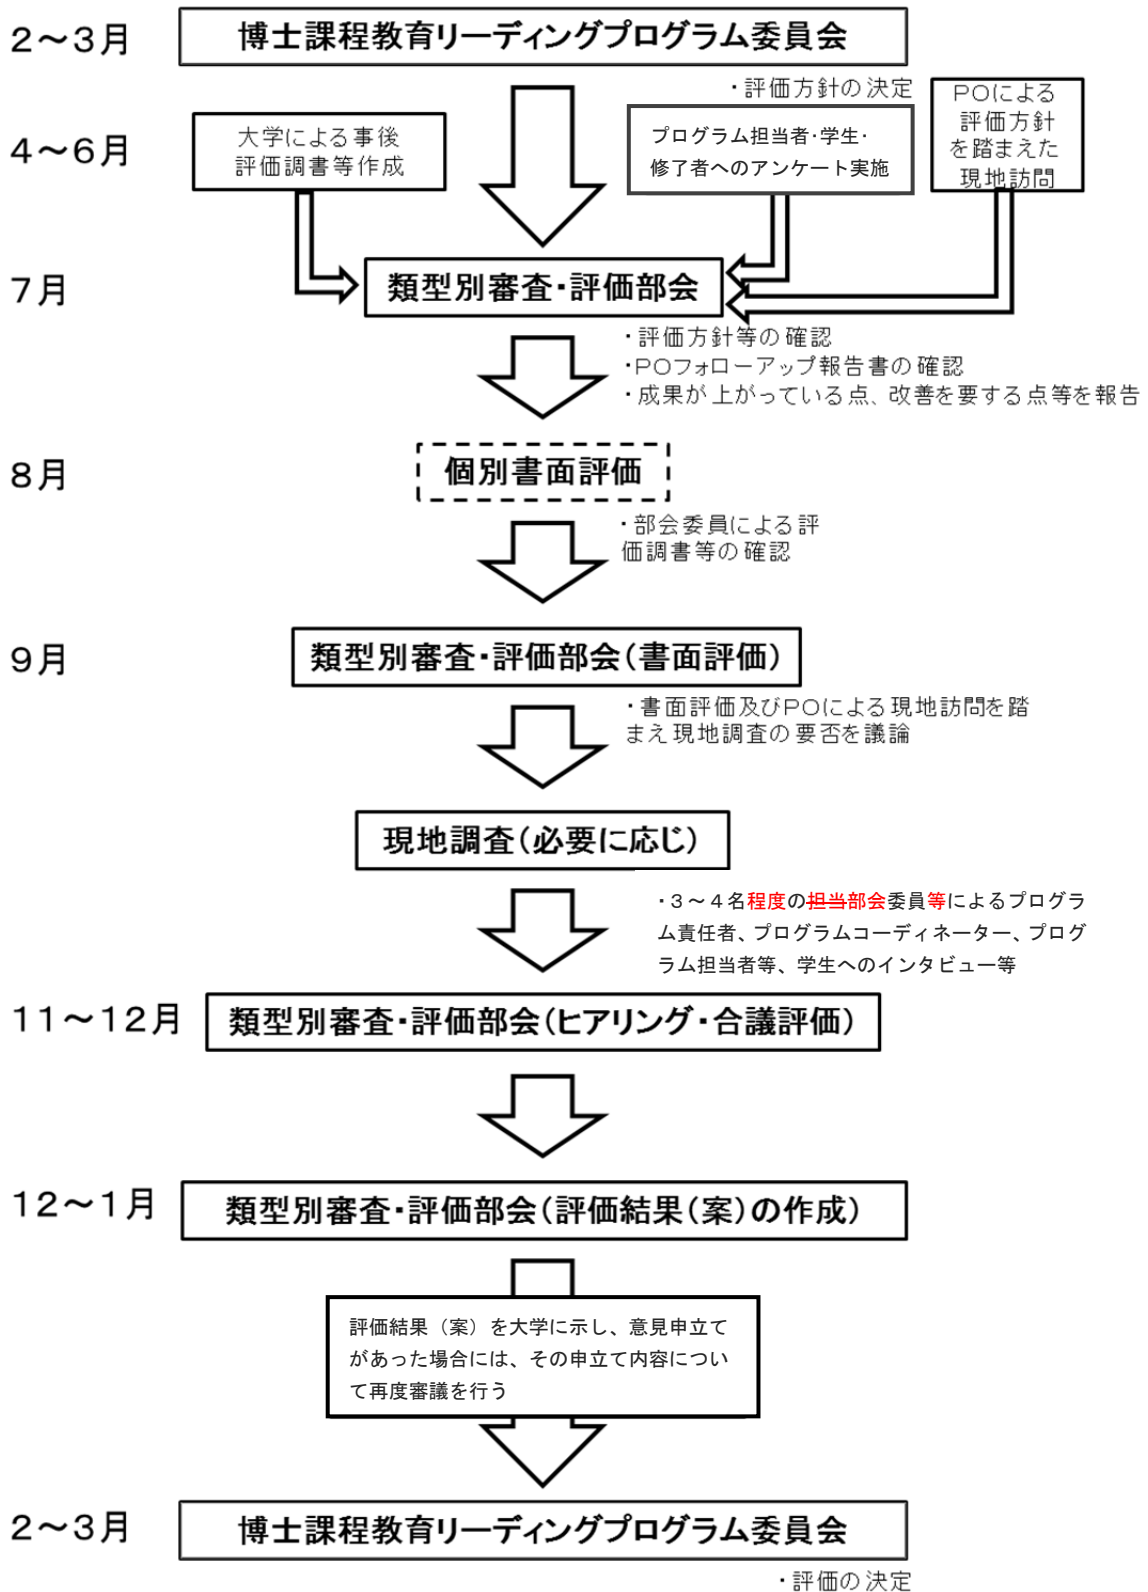 2～3月
博士課程教育リーディングプログラム委員会
・評価方針の決定
4～6月
大学による事後
評価調書等作成
プログラム担当者・学生・
修了者へのアンケート実施
POによる
評価方針
を踏まえた
現地訪問
7月
類型別審査・評価部会
・評価方針等の確認
・POフォローアップ報告書の確認
・成果が上がっている点、改善を要する点等を報告
8月
個別書面評価
・部会委員による評
価調書等の確認
9月
類型別審査・評価部会（書面評価）
・書面評価及びPOによる現地訪問を踏
まえ現地調査の要否を議論
現地調査（必要に応じ）
・３～４名程度の担当部会委員等によるプログラ
ム責任者、プログラムコーディネーター、プログ
ラム担当者等、学生へのインタビュー等
11～12月
類型別審査・評価部会（ヒアリング・合議評価）
12～1月
類型別審査・評価部会（評価結果（案）の作成）
評価結果（案）を大学に示し、意見申立て
があった場合には、その申立て内容につい
て再度審議を行う
2～3月
博士課程教育リーディングプログラム委員会
・評価の決定